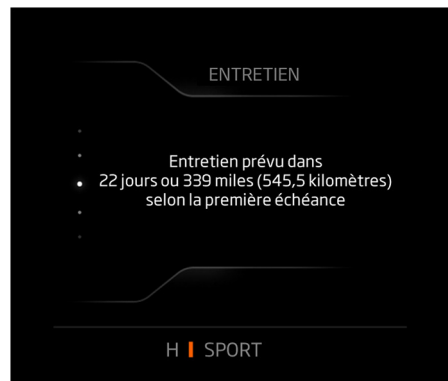 ENTRETIEN
Entretien prévu dans
22 jours ou 339 miles (545,5 kilomètres)
selon la première échéance
H SPORT